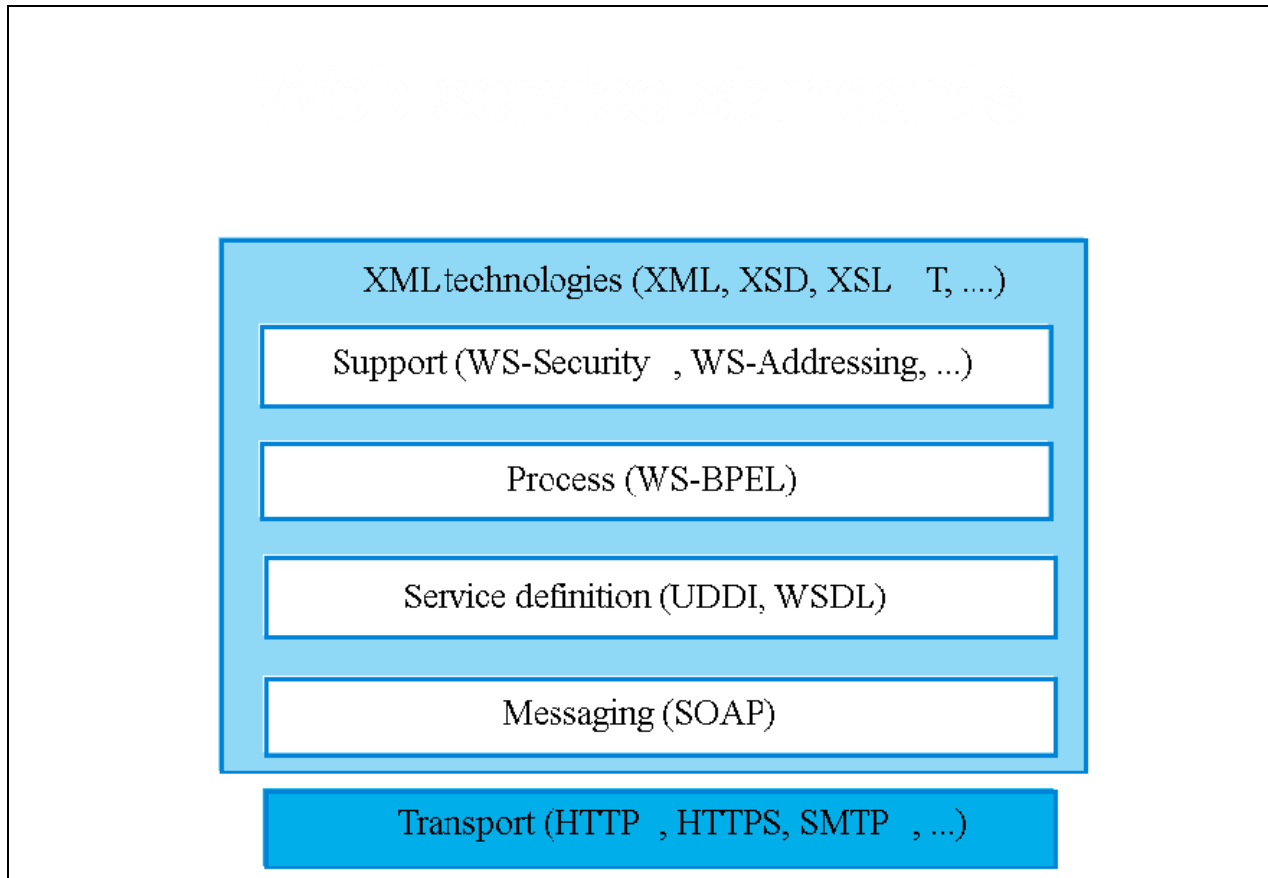 XML technologies (XML, XSD, XSL T, ....)
Support (WS-Security , WS-Addressing, ...)
Process (WS-BPEL)
Service definition (UDDI, WSDL)
Messaging (SOAP)
Transport (HTTP , HTTPS, SMTP , ...)